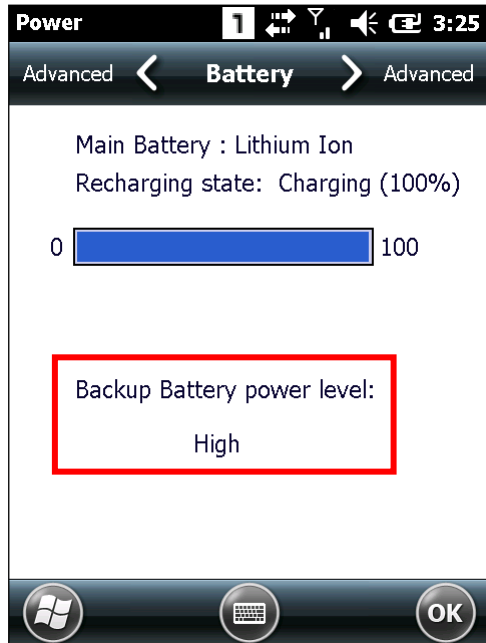 Power 1 3:25
Advanced Battery Advanced
Main Battery : Lithium Ion
Recharging state: Charging (100%)
0 100
Backup Battery power level:
High
OK